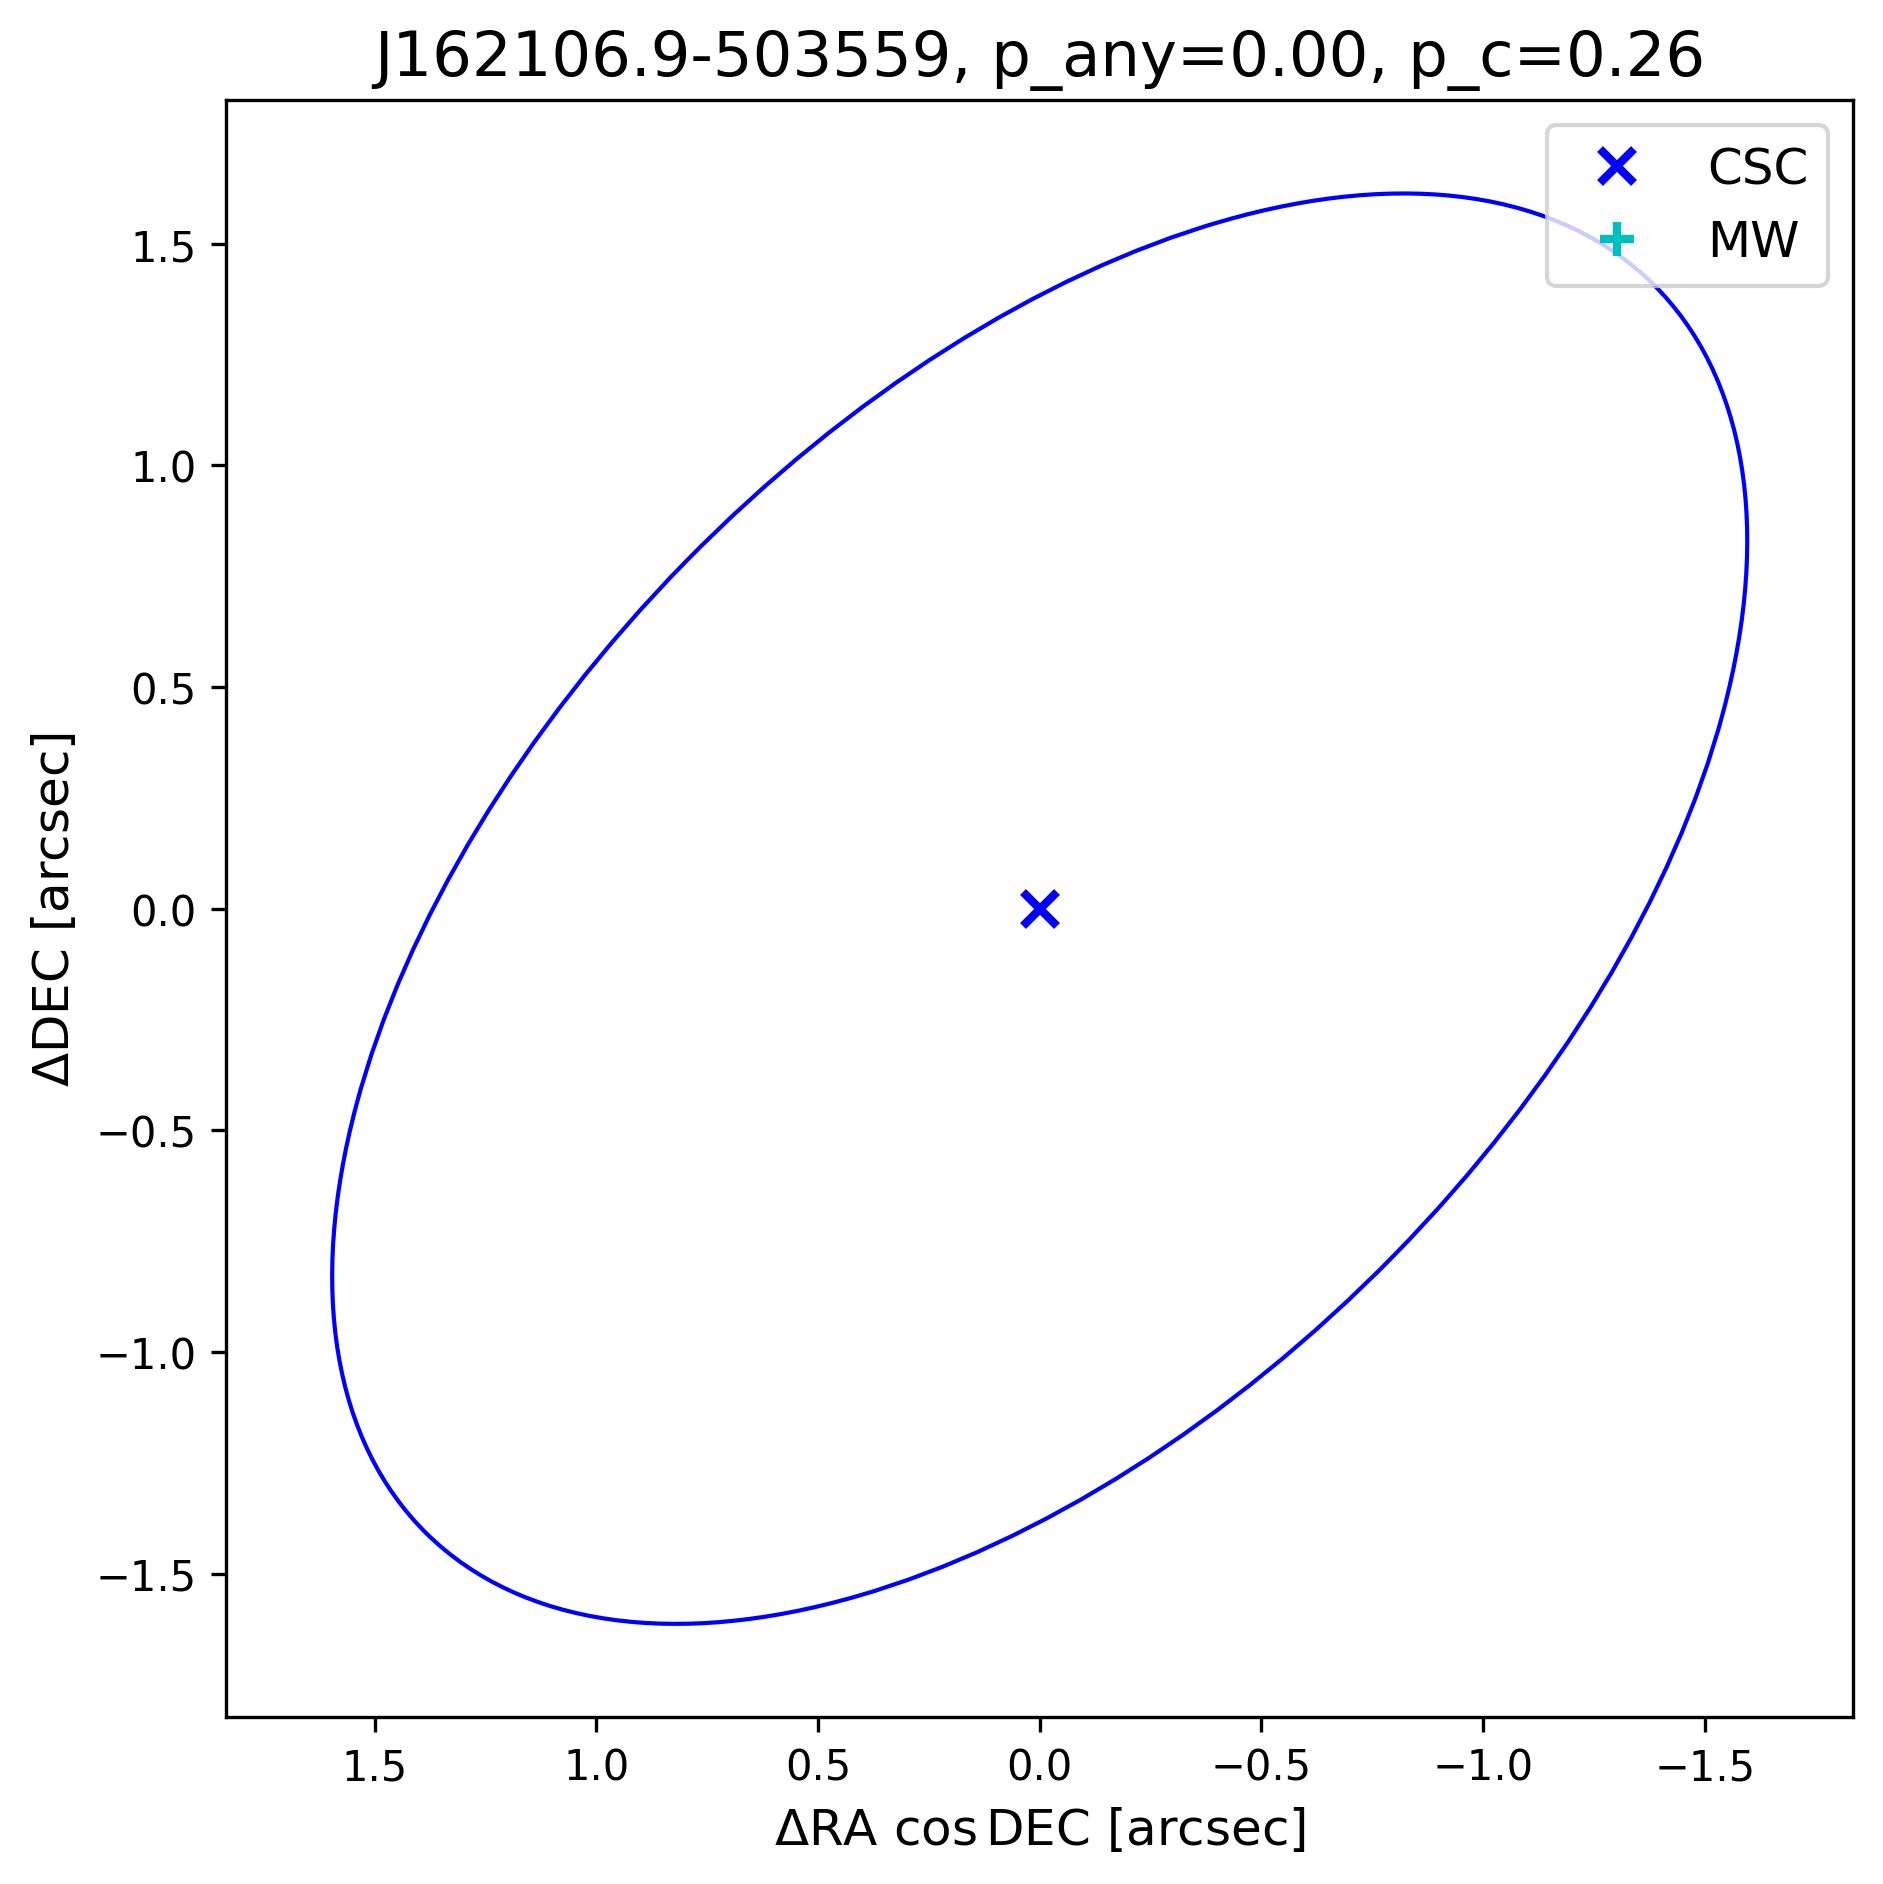 J162106.9-503559, p_any=0.00, p_c=0.26
CSC
MW
1.5
1.0
0.5
0.0
−0.5
−1.0
−1.5
ΔDEC [arcsec]
1.5 1.0 0.5 0.0 −0.5 −1.0 −1.5
ΔRA cos DEC [arcsec]